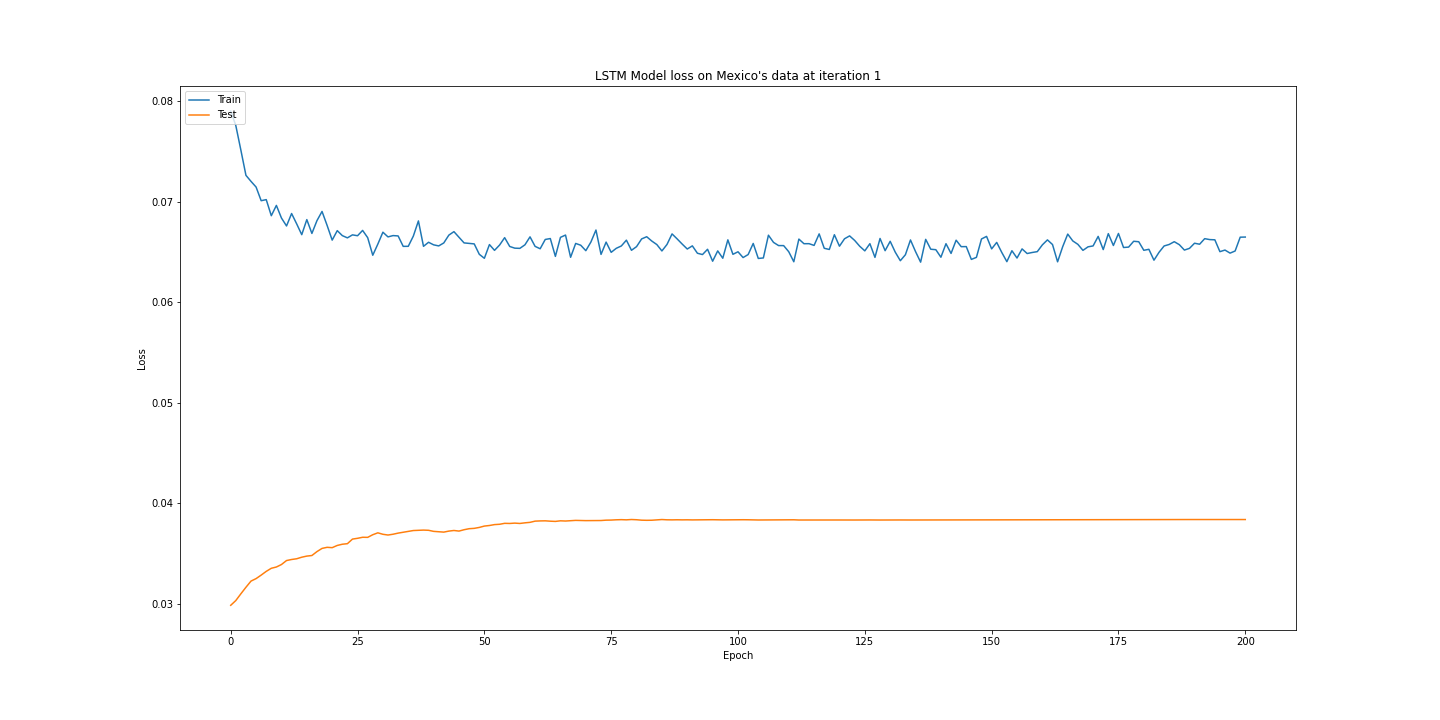 LSTM Model loss on Mexico's data at iteration 1
Train
Test
0.08
0.07
0.06
0.05
0.04
0.03
Loss
0 25 50 75 100 125 150 175 200
Epoch